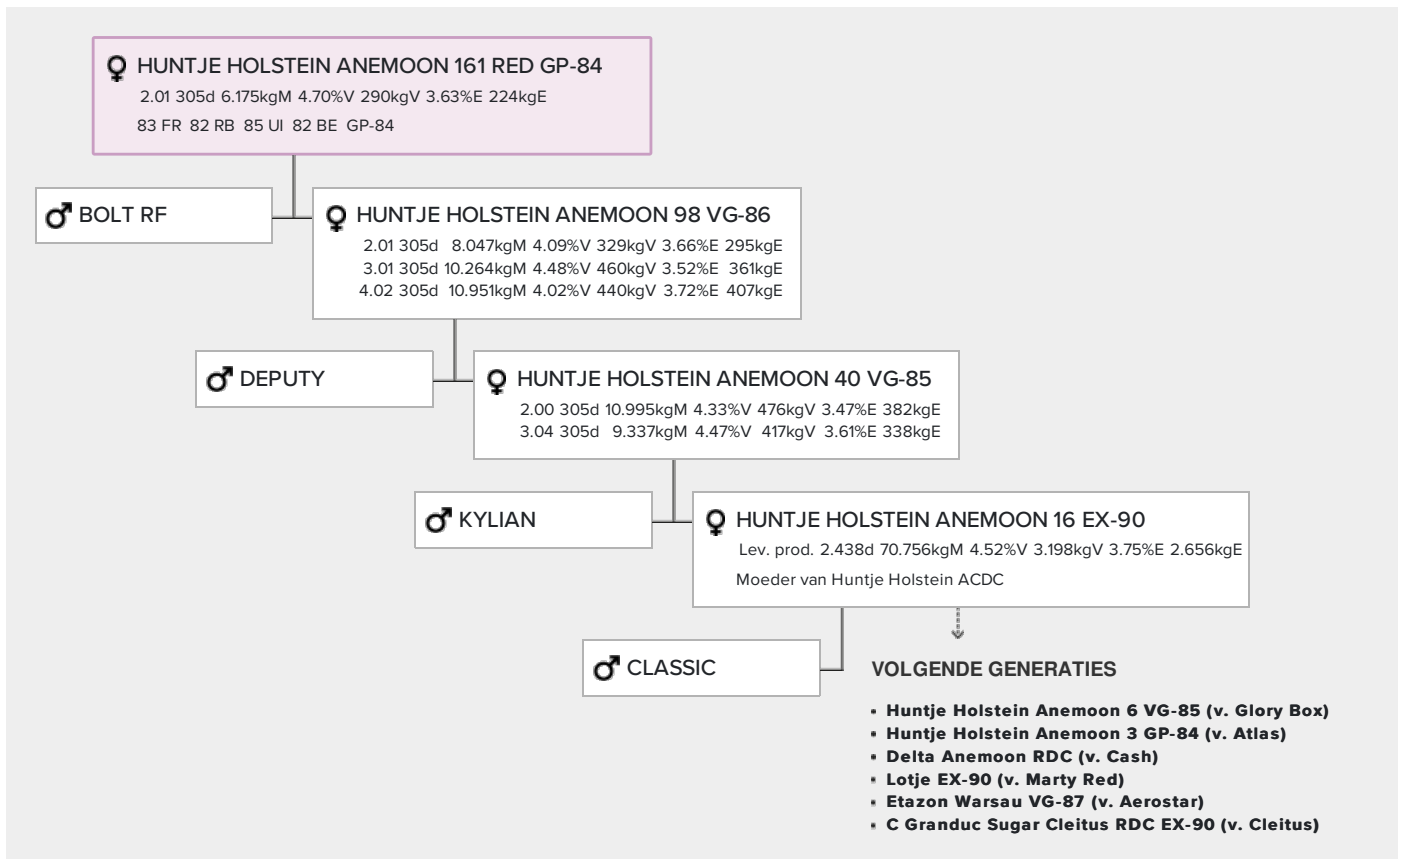 HUNTJE HOLSTEIN ANEMOON 161 RED GP-84
2.01 305d 6.175kgM 4.70%V 290kgV 3.63%E 224kgE
83 FR 82 RB 85 UI 82 BE GP-84
BOLT RF
HUNTJE HOLSTEIN ANEMOON 98 VG-86
2.01 305d 8.047kgM 4.09%V 329kgV 3.66%E 295kgE
3.01 305d 10.264kgM 4.48%V 460kgV 3.52%E 361kgE
4.02 305d 10.951kgM 4.02%V 440kgV 3.72%E 407kgE
DEPUTY
HUNTJE HOLSTEIN ANEMOON 40 VG-85
2.00 305d 10.995kgM 4.33%V 476kgV 3.47%E 382kgE
3.04 305d 9.337kgM 4.47%V 417kgV 3.61%E 338kgE
KYLIAN
HUNTJE HOLSTEIN ANEMOON 16 EX-90
Lev. prod. 2.438d 70.756kgM 4.52%V 3.198kgV 3.75%E 2.656kgE
Moeder van Huntje Holstein ACDC
CLASSIC
VOLGENDE GENERATIES
▪ Huntje Holstein Anemoon 6 VG-85 (v. Glory Box)
▪ Huntje Holstein Anemoon 3 GP-84 (v. Atlas)
▪ Delta Anemoon RDC (v. Cash)
▪ Lotje EX-90 (v. Marty Red)
▪ Etazon Warsau VG-87 (v. Aerostar)
▪ C Granduc Sugar Cleitus RDC EX-90 (v. Cleitus)